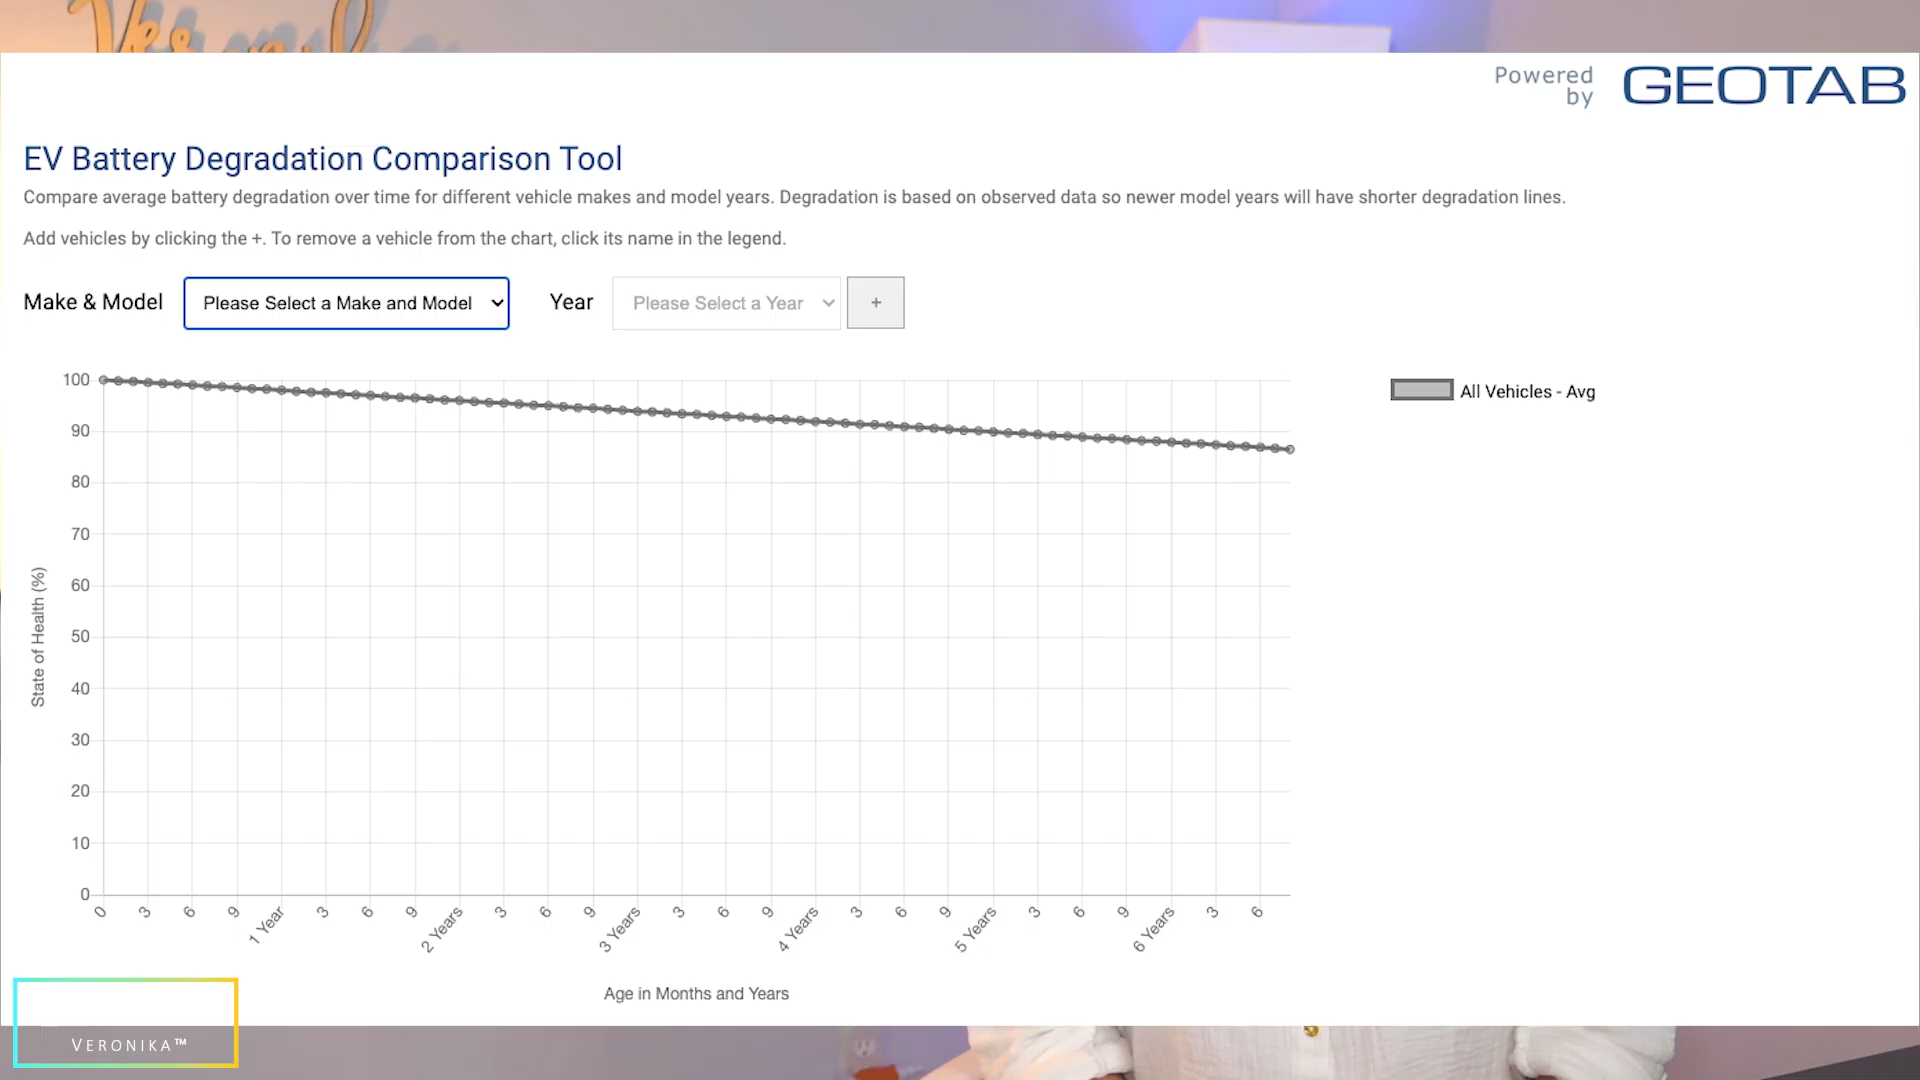 Powered
by
GEOTAB
EV Battery Degradation Comparison Tool
Compare average battery degradation over time for different vehicle makes and model years. Degradation is based on observed data so newer model years will have shorter degradation lines.
Add vehicles by clicking the +. To remove a vehicle from the chart, click its name in the legend.
Make & Model Please Select a Make and Model Year Please Select a Year +
All Vehicles - Avg
100
90
80
70
60
50
40
30
20
10
0
State of Health (%)
0 3 6 9 1 Year 3 6 9 2 Years 3 6 9 3 Years 3 6 9 4 Years 3 6 9 5 Years 3 6 9 6 Years 3 6
Age in Months and Years
VERONIKA™